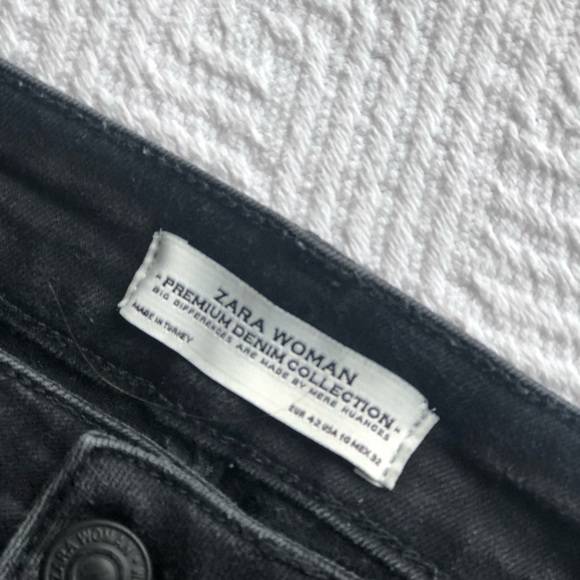 ZARA WOMAN
"PREMIUM DENIM COLLECTION"
BIG DIFFERENCES ARE MADE BY MERE NUANCES
MADE IN TURKEY
EUR 42 USA 10 MEX 32
ZARA WOMAN